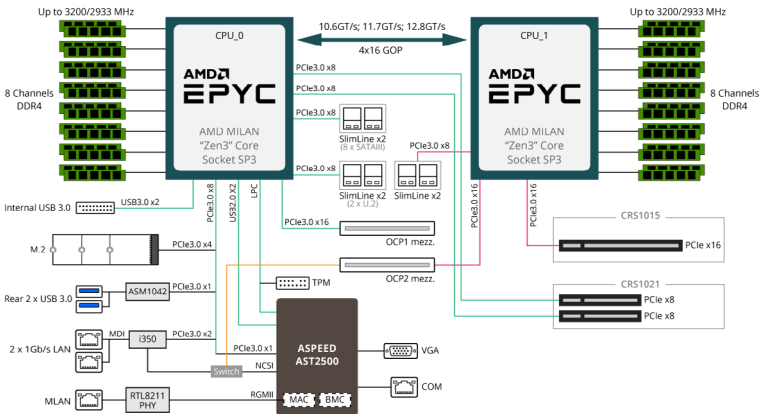 Up to 3200/2933 MHz
8 Channels
DDR4
CPU_0
AMD
EPYC
AMD MILAN
"Zen3" Core
Socket SP3
10.6GT/s; 11.7GT/s; 12.8GT/s
4x16 GOP
CPU_1
AMD
EPYC
AMD MILAN
"Zen3" Core
Socket SP3
Up to 3200/2933 MHz
8 Channels
DDR4
PCIe3.0 x8
PCIe3.0 x8
PCIe3.0 x8
SlimLine x2
(8 x SATAIII)
PCIe3.0 x8
SlimLine x2
(2 x U.2)
PCIe3.0 x8
SlimLine x2
Internal USB 3.0
USB3.0 x2
PCIe3.0 x8
US32.0 X2
LPC
PCIe3.0 x16
OCP1 mezz.
OCP2 mezz.
PCIe3.0 x16
PCIe3.0 x16
CRS1015
PCIe x16
CRS1021
PCIe x8
PCIe x8
M.2
PCIe3.0 x4
TPM
Rear 2 x USB 3.0
ASM1042
PCIe3.0 x1
2 x 1Gb/s LAN
MDI
i350
PCIe3.0 x2
PCIe3.0 x1
NCSI
Switch
ASPEED
AST2500
VGA
COM
MLAN
RTL8211
PHY
RGMII
MAC
BMC